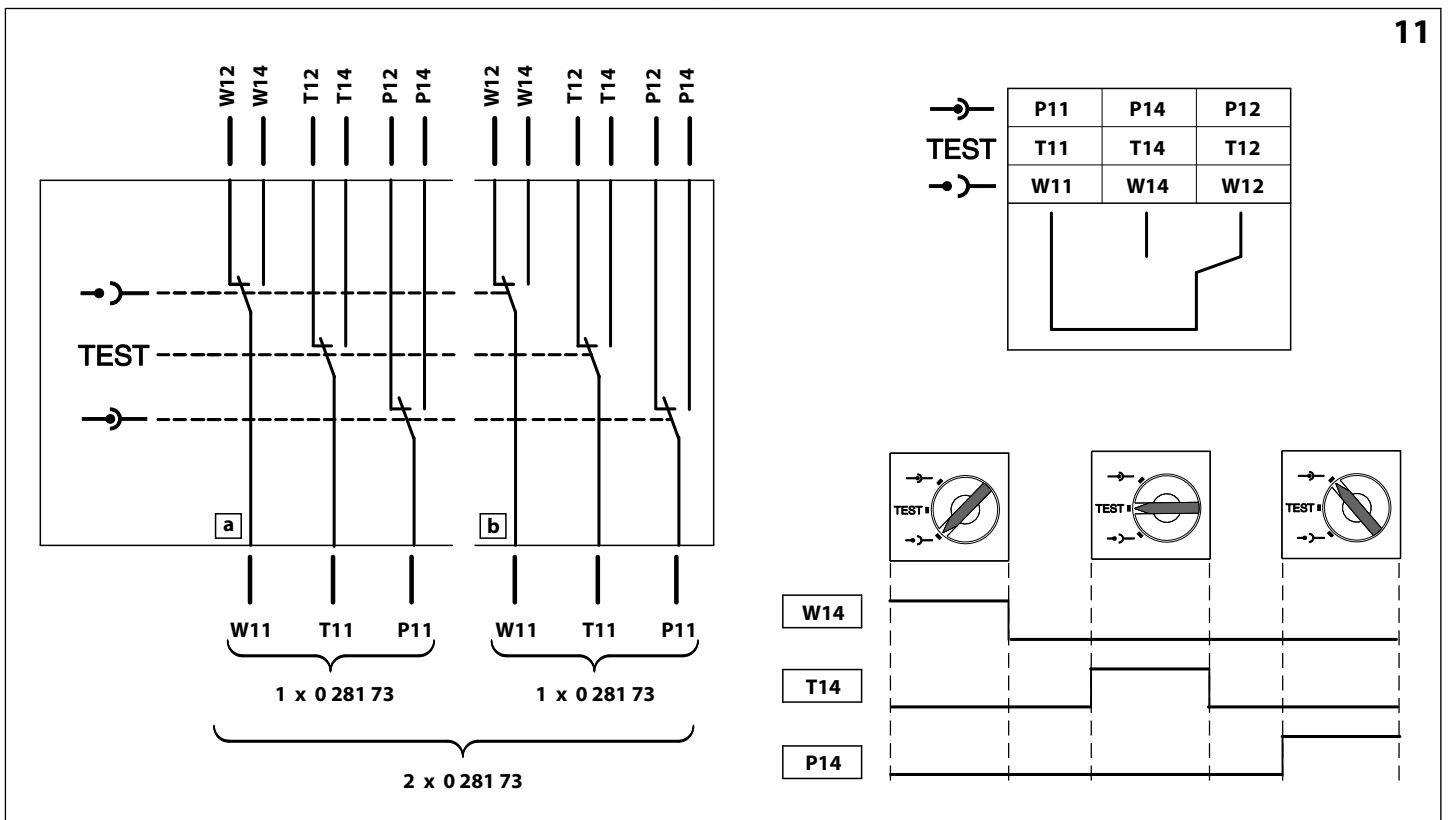 11
W12 W14 T12 T14 P12 P14 W12 W14 T12 T14 P12 P14
TEST
a b
W11 T11 P11 W11 T11 P11
1 x 0 281 73 1 x 0 281 73
2 x 0 281 73
P11 P14 P12
TEST T11 T14 T12
W11 W14 W12
TEST TEST TEST
W14
T14
P14